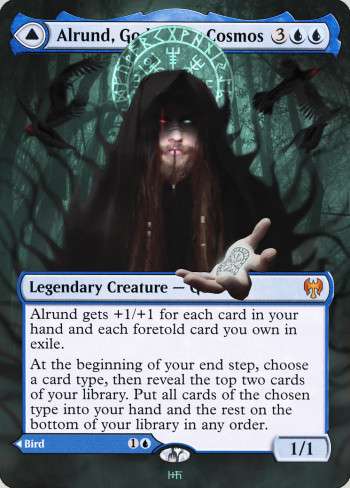 Alrund, Go Cosmos 3
Legendary Creature —
Alrund gets +1/+1 for each card in your
hand and each foretold card you own in
exile.
At the beginning of your end step, choose
a card type, then reveal the top two cards
of your library. Put all cards of the chosen
type into your hand and the rest on the
bottom of your library in any order.
Bird 1
1/1